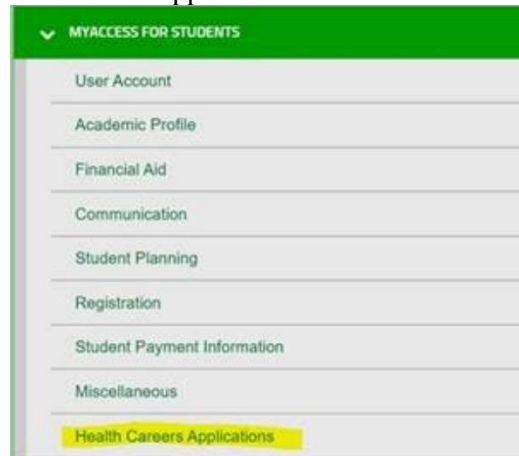 MYACCESS FOR STUDENTS
User Account
Academic Profile
Financial Aid
Communication
Student Planning
Registration
Student Payment Information
Miscellaneous
Health Careers Applications